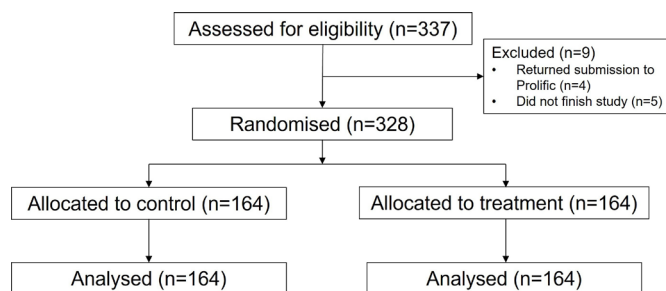 Assessed for eligibility (n=337)
Excluded (n=9)
• Returned submission to
Prolific (n=4)
• Did not finish study (n=5)
Randomised (n=328)
Allocated to control (n=164)
Allocated to treatment (n=164)
Analysed (n=164)
Analysed (n=164)